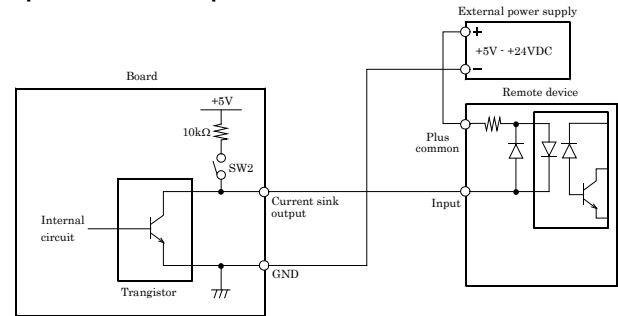 External power supply
+
+5V - +24VDC
−
Board
Remote device
+5V
10kΩ
SW2
Plus
common
Current sink
output
Input
Internal
circuit
GND
Trangistor